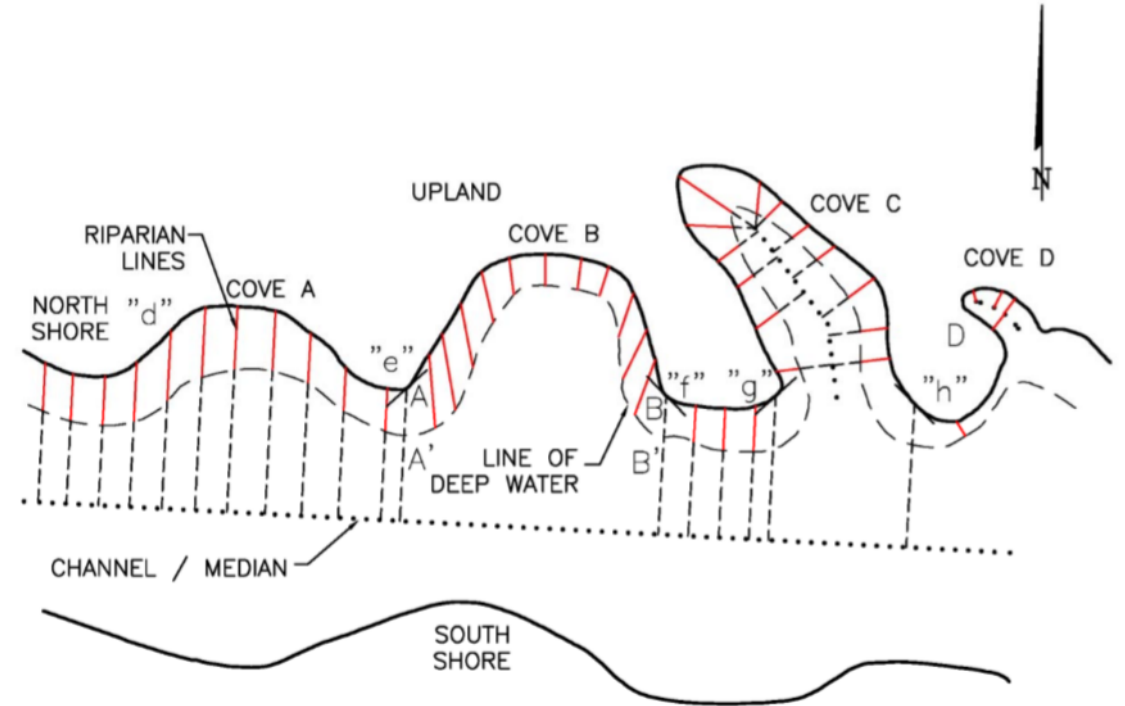 N
UPLAND
COVE C
RIPARIAN
LINES
COVE B
COVE D
NORTH
SHORE
"d"
COVE A
"e"
A
A'
"f"
"g"
B
B'
D
"h"
LINE OF
DEEP WATER
CHANNEL / MEDIAN
SOUTH
SHORE